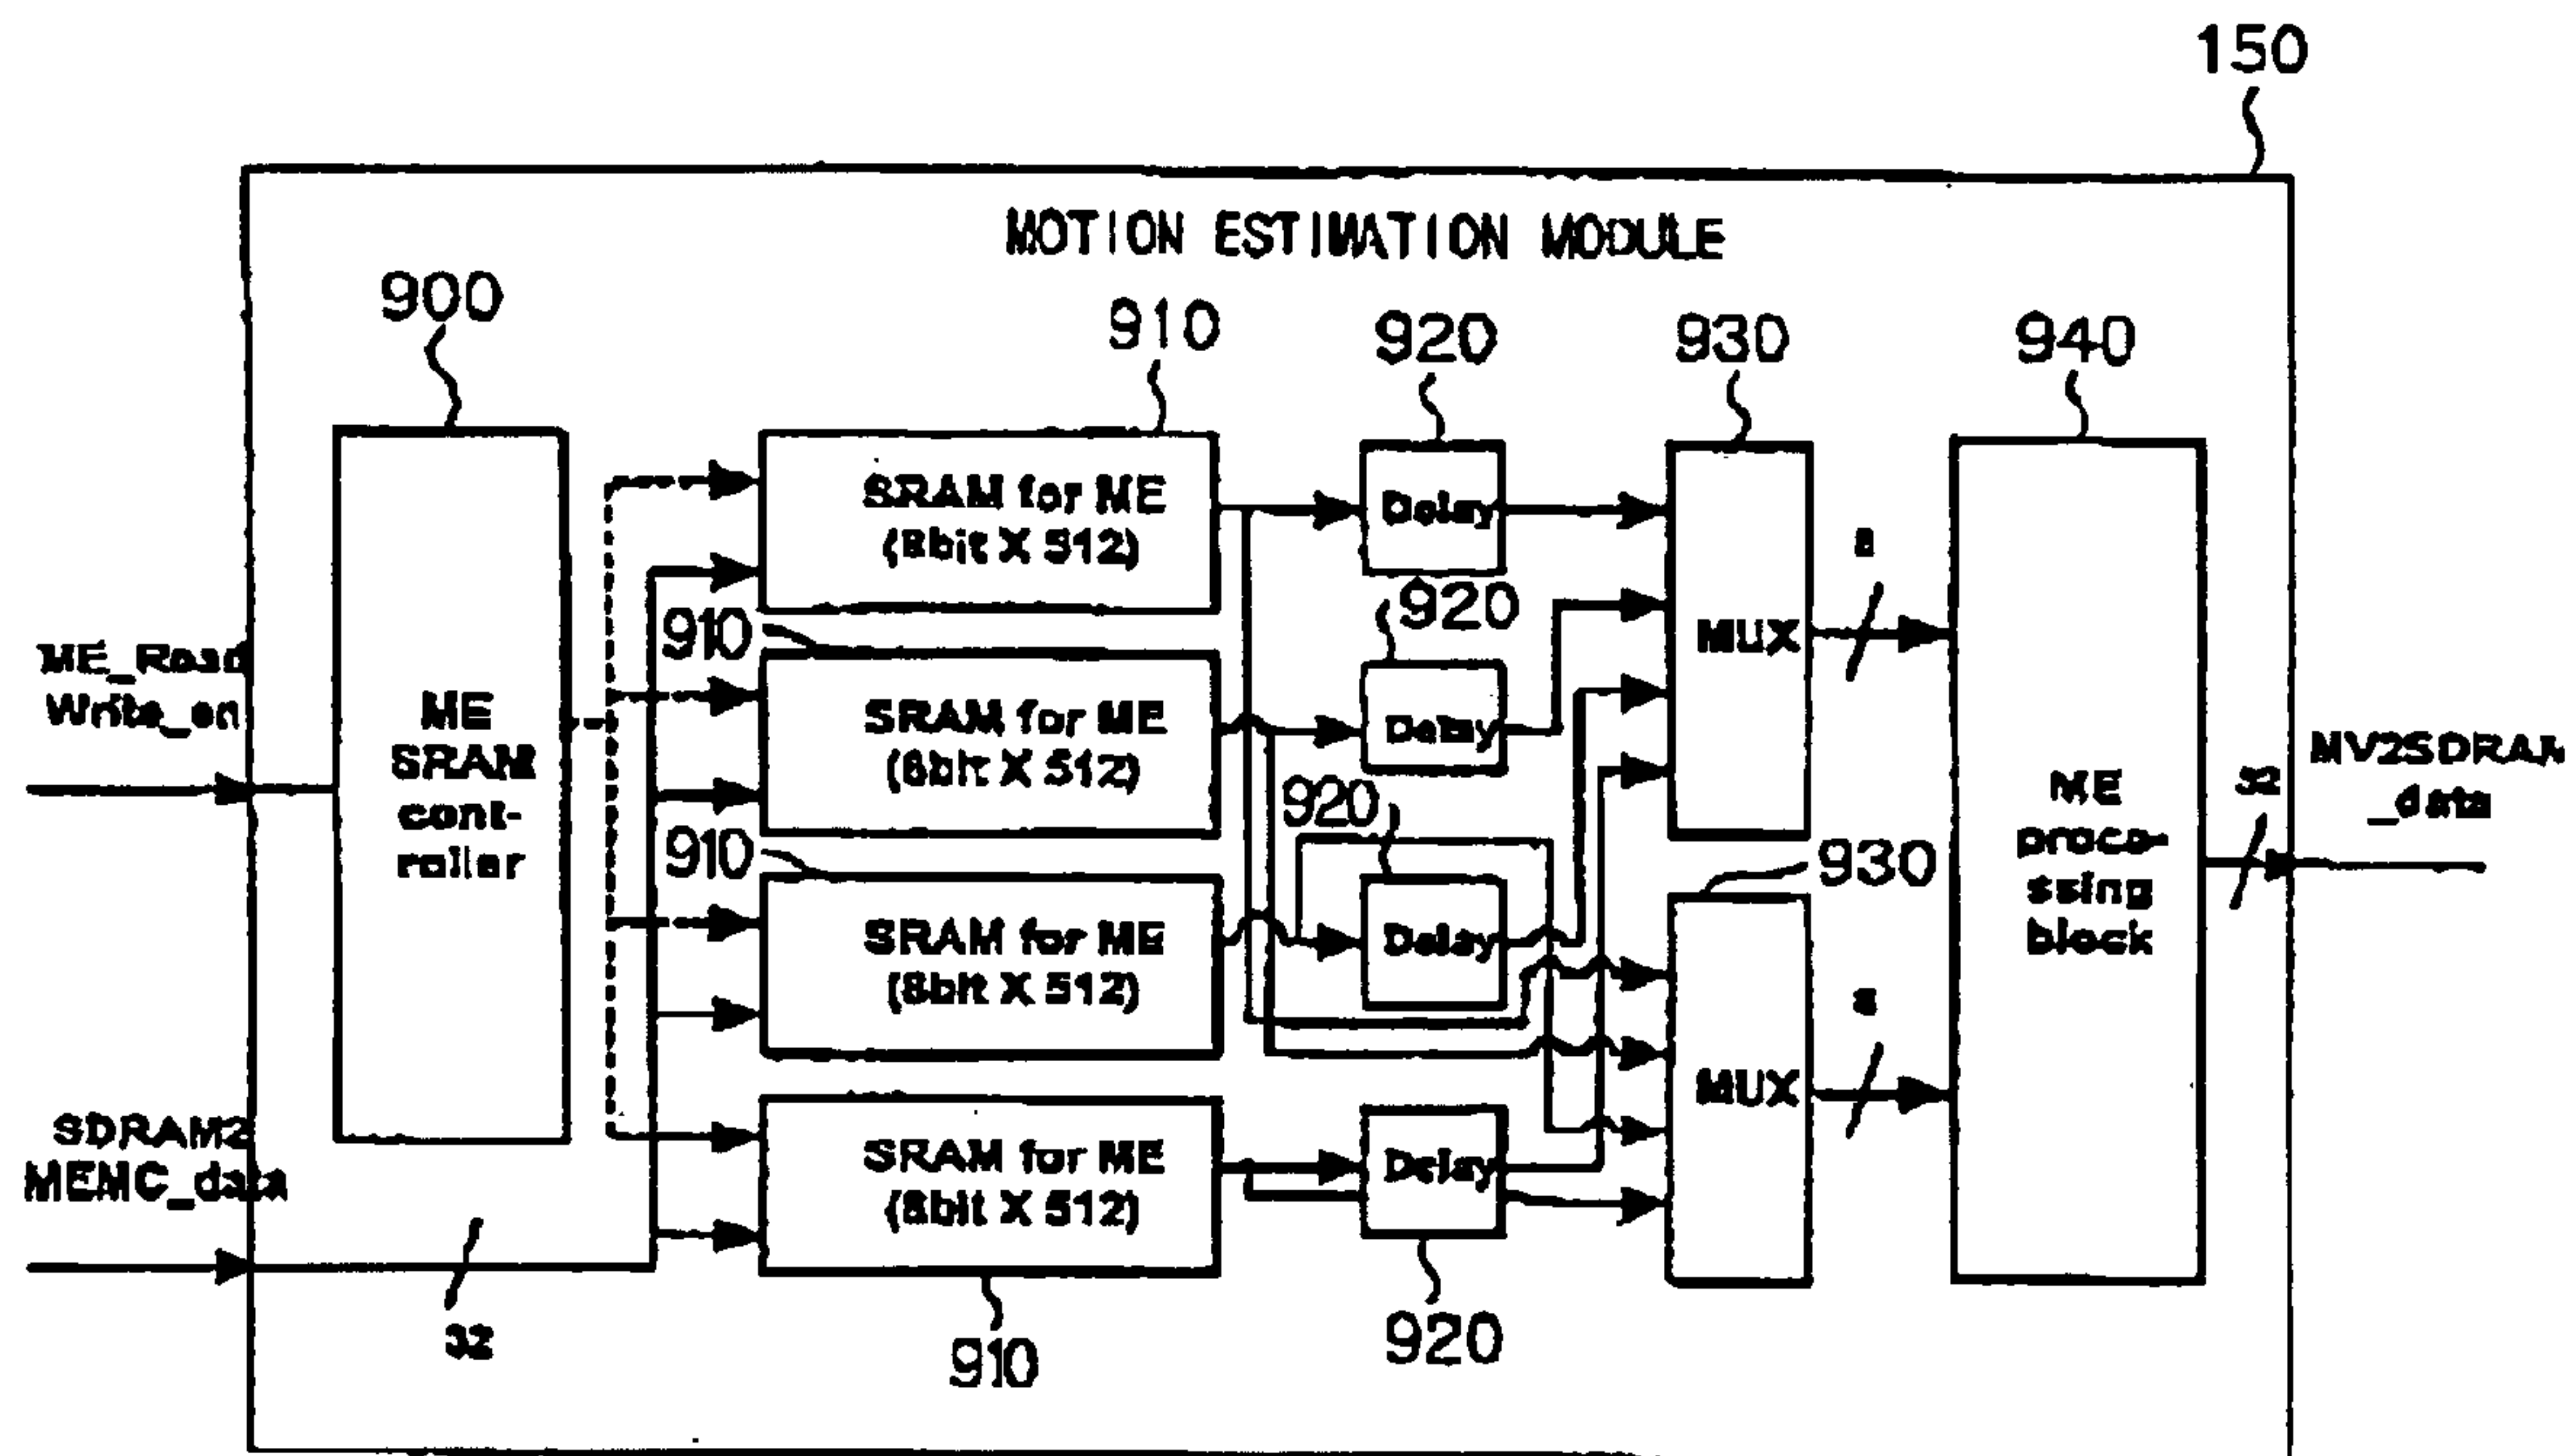 150
MOTION ESTIMATION MODULE
900
910
920
930
940
SRAM for ME
(8bit X 512)
Delay
8
920
910
MUX
ME_Read
Write_en
ME
SRAM
cont-
roller
SRAM for ME
(8bit X 512)
Delay
MV2SDRAM
_data
32
ME
proce-
ssing
block
920
910
930
SRAM for ME
(8bit X 512)
Delay
8
MUX
SDRAM2
MEMC_data
SRAM for ME
(8bit X 512)
Delay
32
910
920